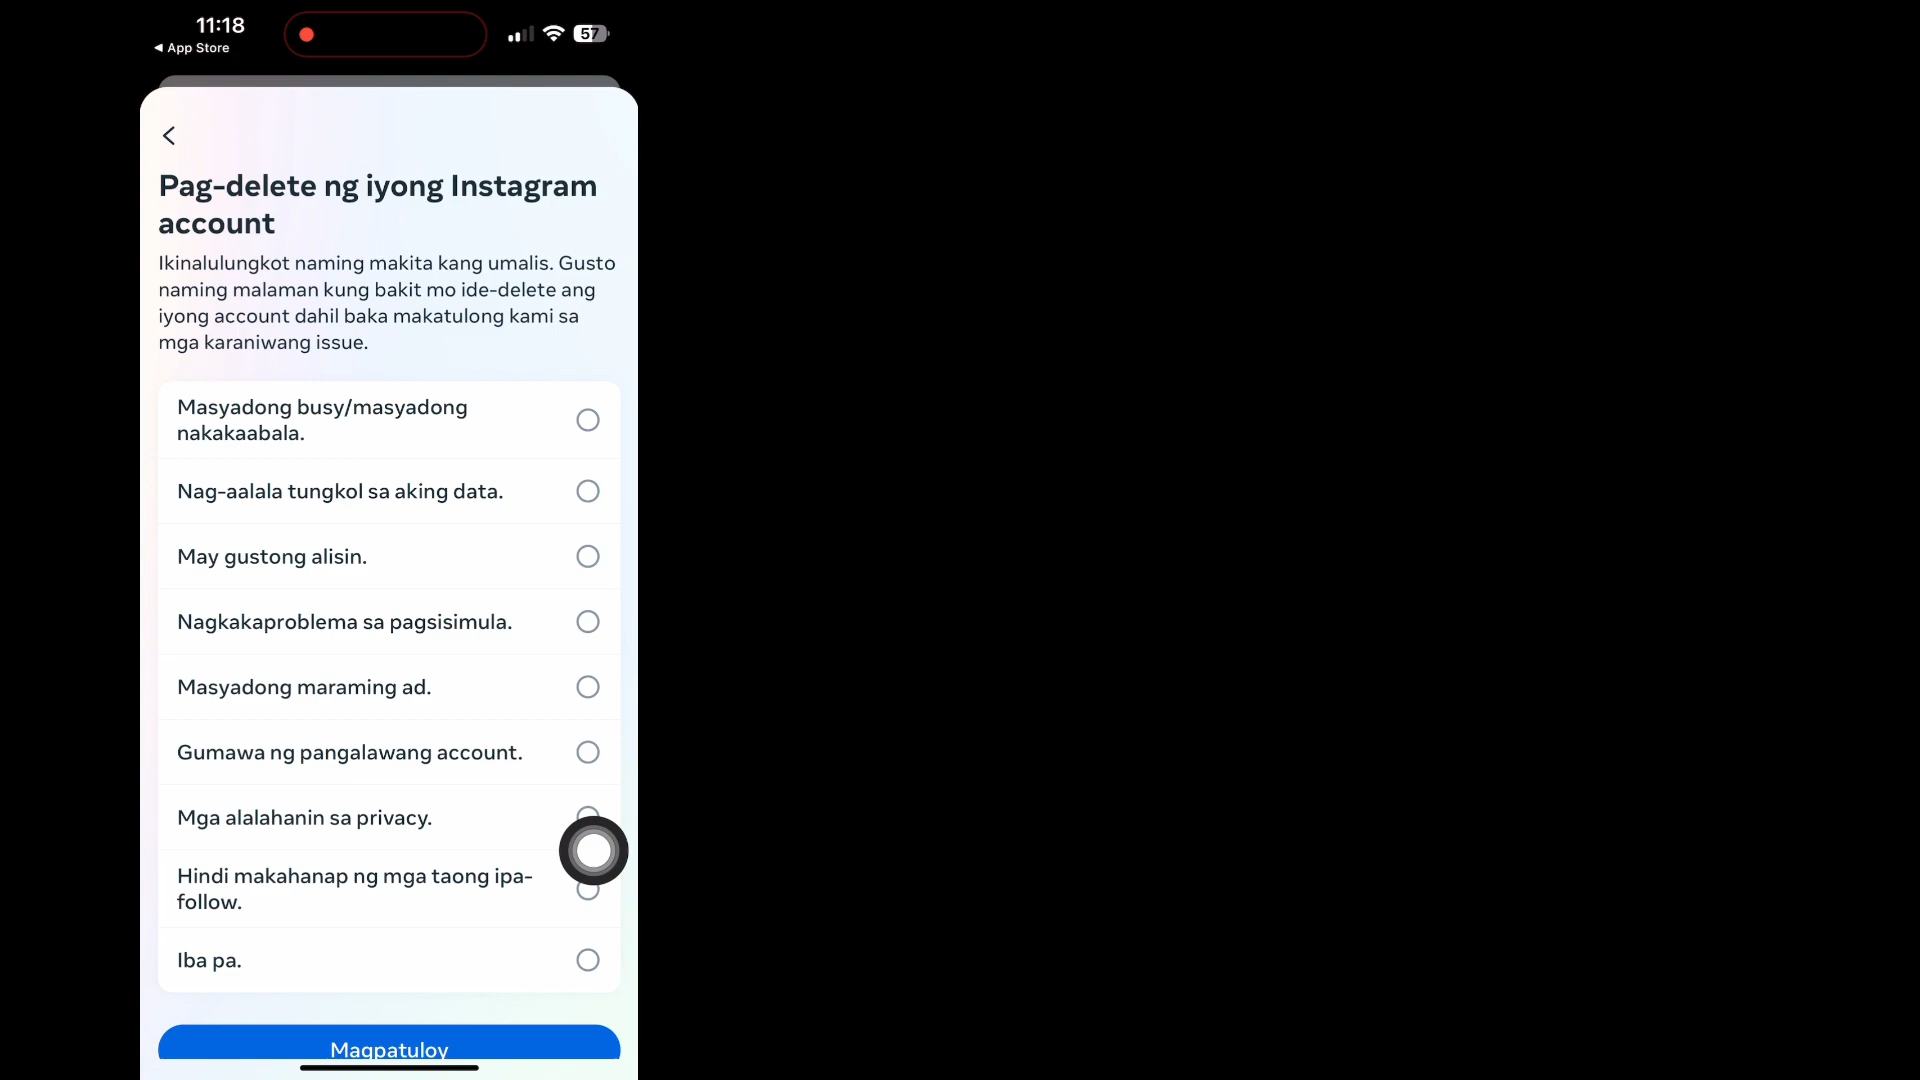 11:18
◀ App Store
57
Pag-delete ng iyong Instagram
account
Ikinalulungkot naming makita kang umalis. Gusto
naming malaman kung bakit mo ide-delete ang
iyong account dahil baka makatulong kami sa
mga karaniwang issue.
Masyadong busy/masyadong
nakakaabala.
Nag-aalala tungkol sa aking data.
May gustong alisin.
Nagkakaproblema sa pagsisimula.
Masyadong maraming ad.
Gumawa ng pangalawang account.
Mga alalahanin sa privacy.
Hindi makahanap ng mga taong ipa-
follow.
Iba pa.
Magpatuloy